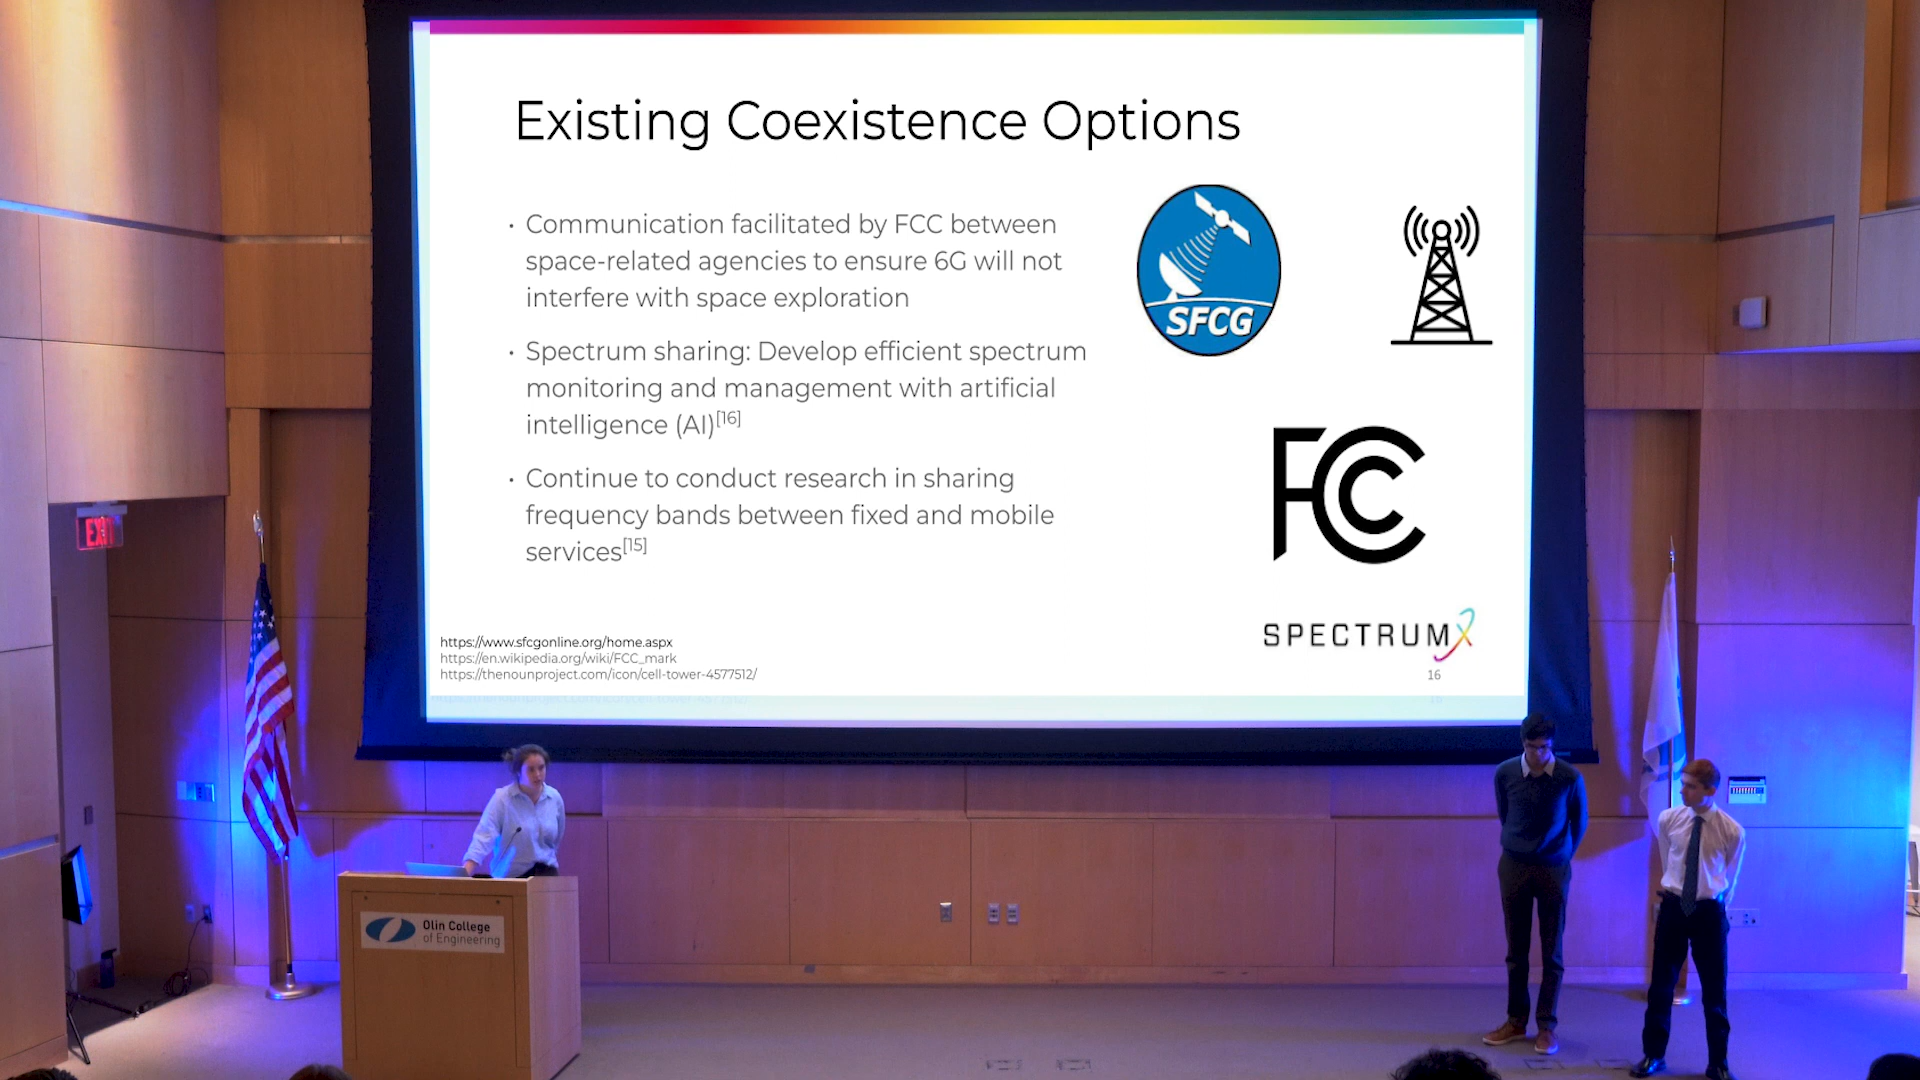 Existing Coexistence Options
• Communication facilitated by FCC between
space-related agencies to ensure 6G will not
interfere with space exploration
• Spectrum sharing: Develop efficient spectrum
monitoring and management with artificial
intelligence (AI)[16]
• Continue to conduct research in sharing
frequency bands between fixed and mobile
services[15]
SFCG
FCC
SPECTRUMX
https://www.sfcgonline.org/home.aspx
https://en.wikipedia.org/wiki/FCC_mark
https://thenounproject.com/icon/cell-tower-4577512/
16
EXIT
Olin College
of Engineering